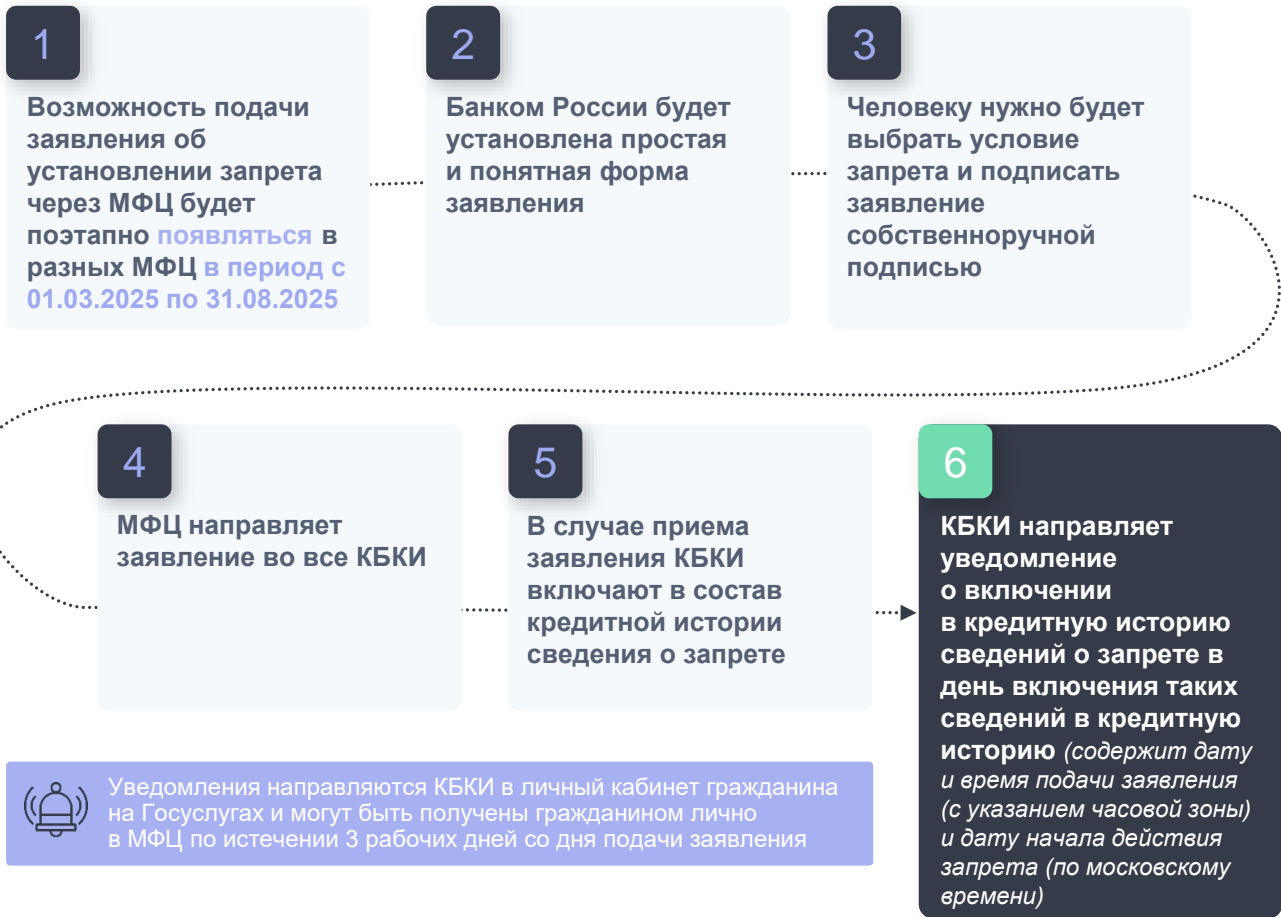 1
Возможность подачи
заявления об
установлении запрета
через МФЦ будет
поэтапно появляться в
разных МФЦ в период с
01.03.2025 по 31.08.2025
2
Банком России будет
установлена простая
и понятная форма
заявления
3
Человеку нужно будет
выбрать условие
запрета и подписать
заявление
собственноручной
подписью
4
МФЦ направляет
заявление во все КБКИ
5
В случае приема
заявления КБКИ
включают в состав
кредитной истории
сведения о запрете
6
КБКИ направляет
уведомление
о включении
в кредитную историю
сведений о запрете в
день включения таких
сведений в кредитную
историю (содержит дату
и время подачи заявления
(с указанием часовой зоны)
и дату начала действия
запрета (по московскому
времени)
Уведомления направляются КБКИ в личный кабинет гражданина
на Госуслугах и могут быть получены гражданином лично
в МФЦ по истечении 3 рабочих дней со дня подачи заявления